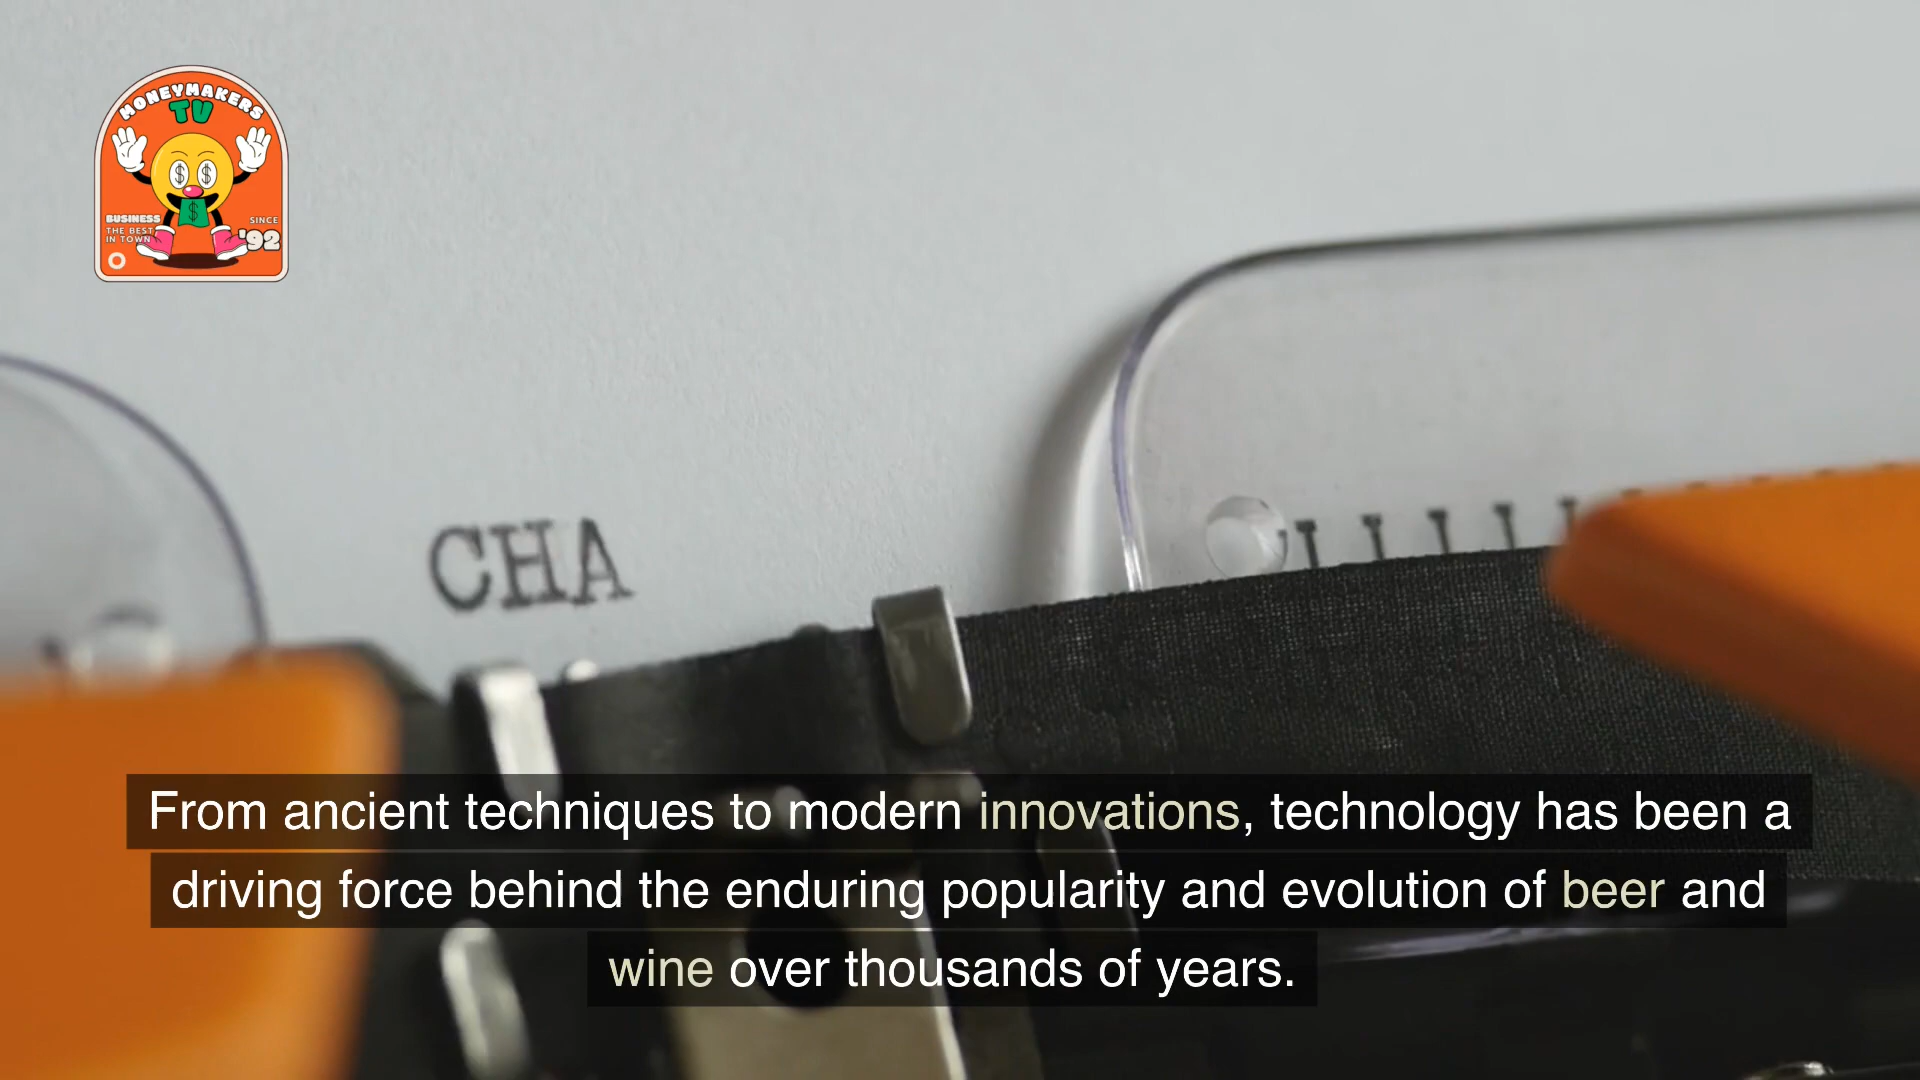 MONEYMAKERS
TV
BUSINESS
THE BEST
IN TOWN
SINCE
'92
CHA
From ancient techniques to modern innovations, technology has been a
driving force behind the enduring popularity and evolution of beer and
wine over thousands of years.